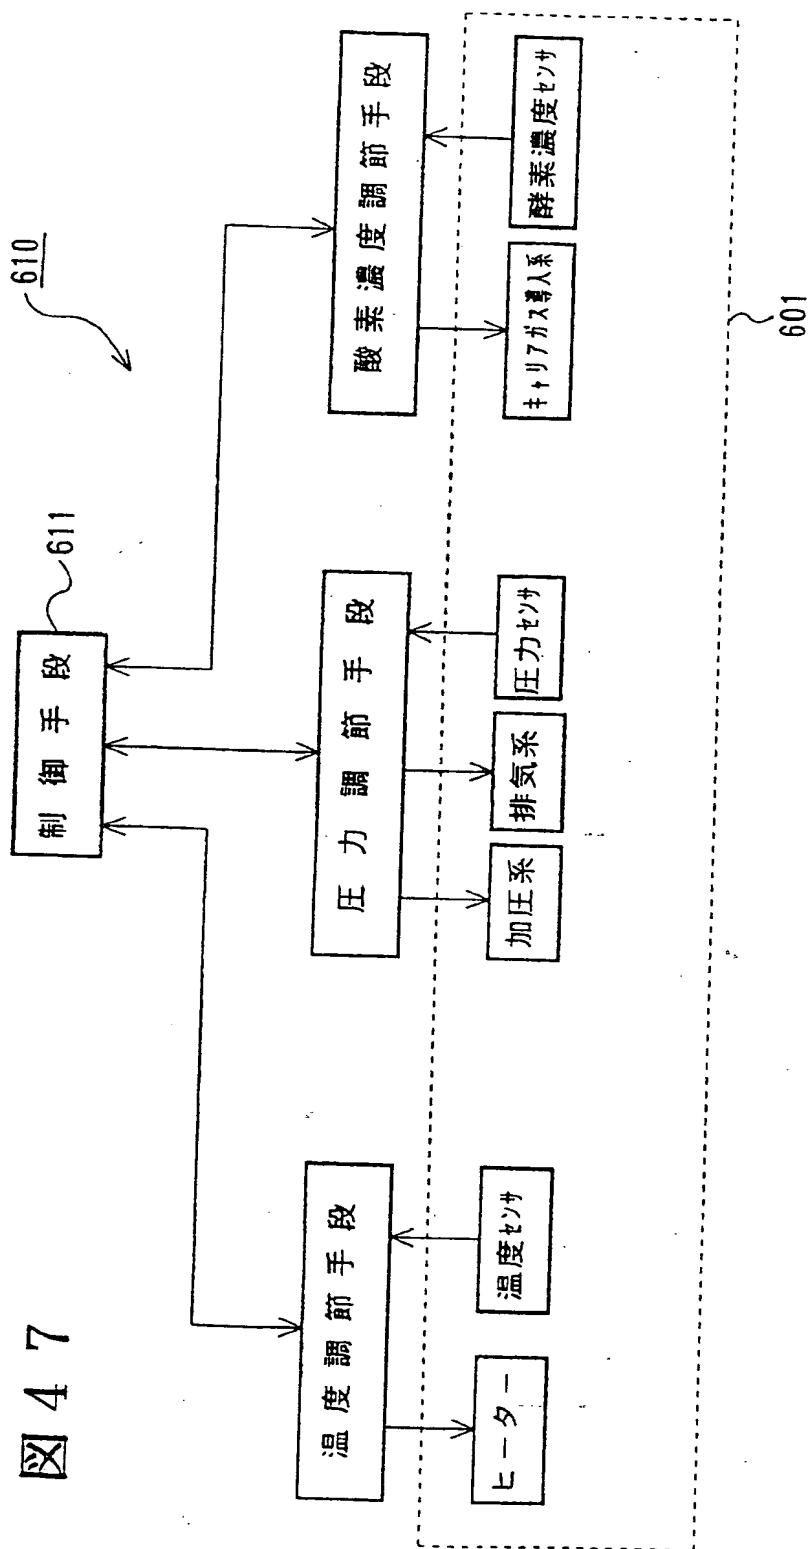 図47
610
制御手段
611
温度調節手段
圧力調節手段
酸素濃度調節手段
ヒーター
温度センサ
加圧系
排気系
圧力センサ
キャリアガス導入系
酵素濃度センサ
601